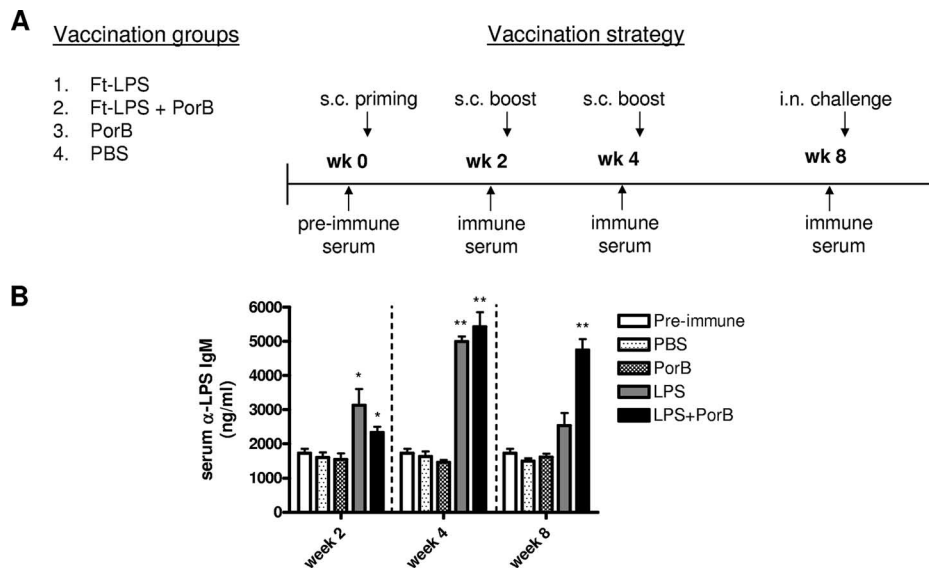 A
Vaccination groups
1. Ft-LPS
2. Ft-LPS + PorB
3. PorB
4. PBS
Vaccination strategy
s.c. priming s.c. boost s.c. boost i.n. challenge
wk 0 wk 2 wk 4 wk 8
pre-immune serum
immune serum
immune serum
immune serum
B
serum α-LPS IgM
(ng/ml)
6000
5000
4000
3000
2000
1000
0
*
*
**
**
**
week 2
week 4
week 8
Pre-immune
PBS
PorB
LPS
LPS+PorB